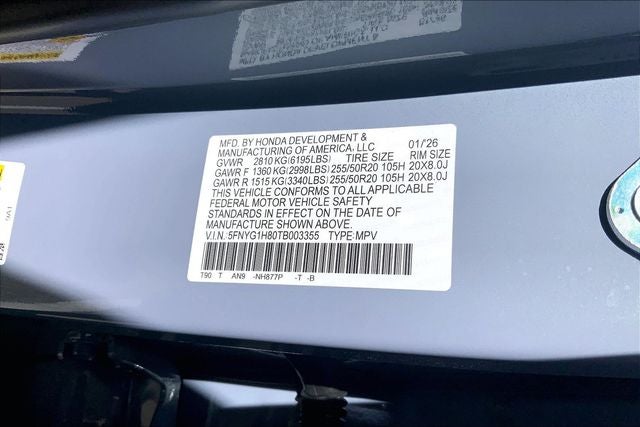 MFD. BY HONDA DEVELOPMENT &
MANUFACTURING OF AMERICA, LLC 01/26
GVWR 2810 KG(6195LBS) TIRE SIZE RIM SIZE
GAWR F 1360 KG(2998LBS) 255/50R20 105H 20X8.0J
GAWR R 1515 KG(3340LBS) 255/50R20 105H 20X8.0J
THIS VEHICLE CONFORMS TO ALL APPLICABLE
FEDERAL MOTOR VEHICLE SAFETY
STANDARDS IN EFFECT ON THE DATE OF
MANUFACTURE SHOWN ABOVE.
V.I.N. 5FNYG1H80TB003355 TYPE: MPV
T90 T AN9 -NH877P -T -B